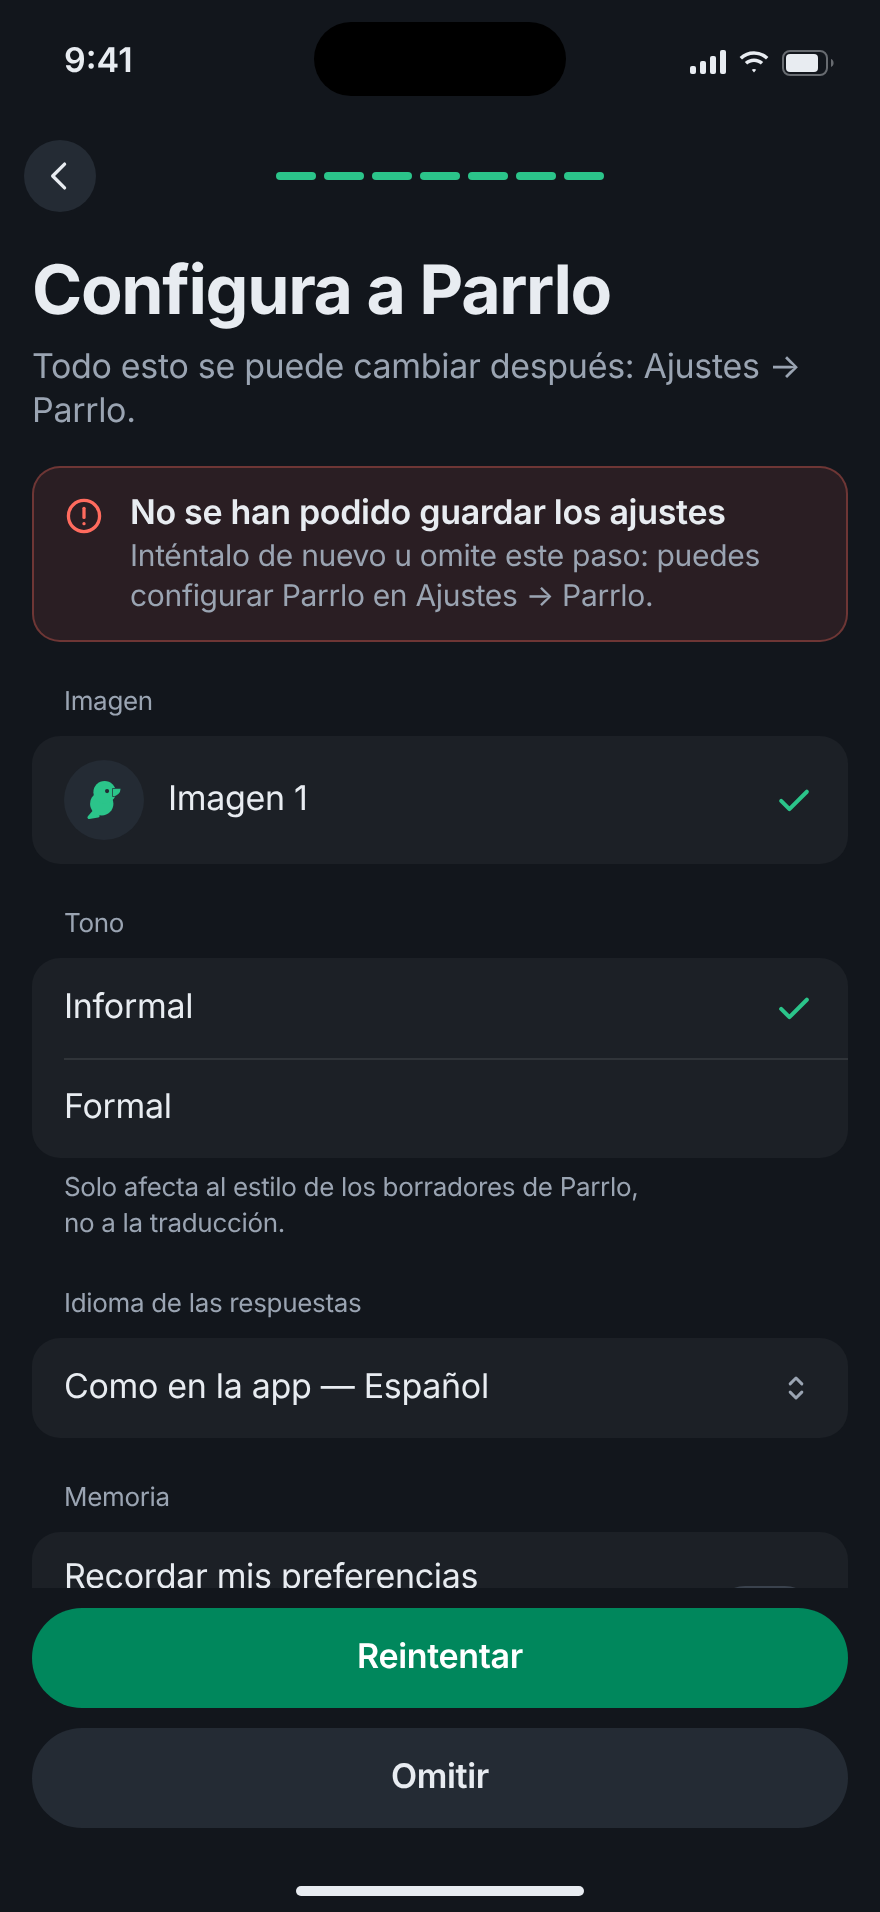 9:41
Configura a Parrlo
Todo esto se puede cambiar después: Ajustes →
Parrlo.
No se han podido guardar los ajustes
Inténtalo de nuevo u omite este paso: puedes
configurar Parrlo en Ajustes → Parrlo.
Imagen
Imagen 1
Tono
Informal
Formal
Solo afecta al estilo de los borradores de Parrlo,
no a la traducción.
Idioma de las respuestas
Como en la app — Español
Memoria
Recordar mis preferencias
Reintentar
Omitir